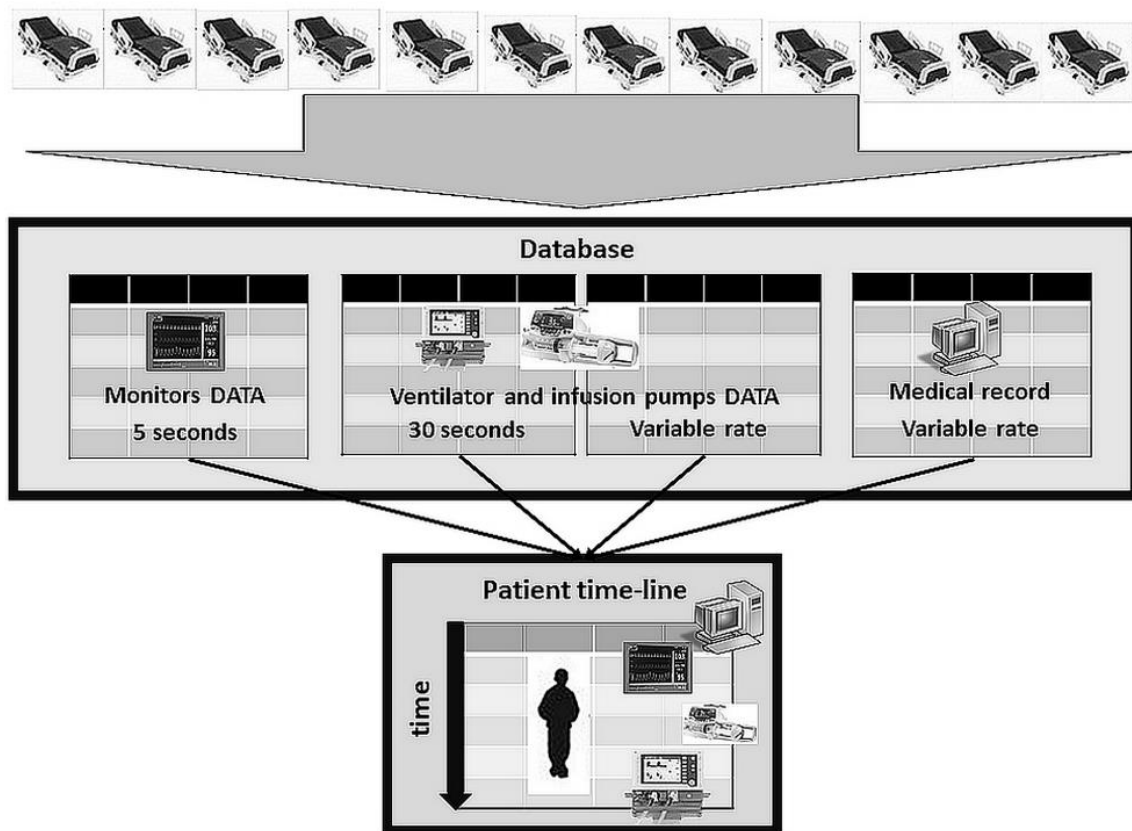 Database
Monitors DATA
5 seconds
Ventilator and infusion pumps DATA
30 seconds
Variable rate
Medical record
Variable rate
Patient time-line
time